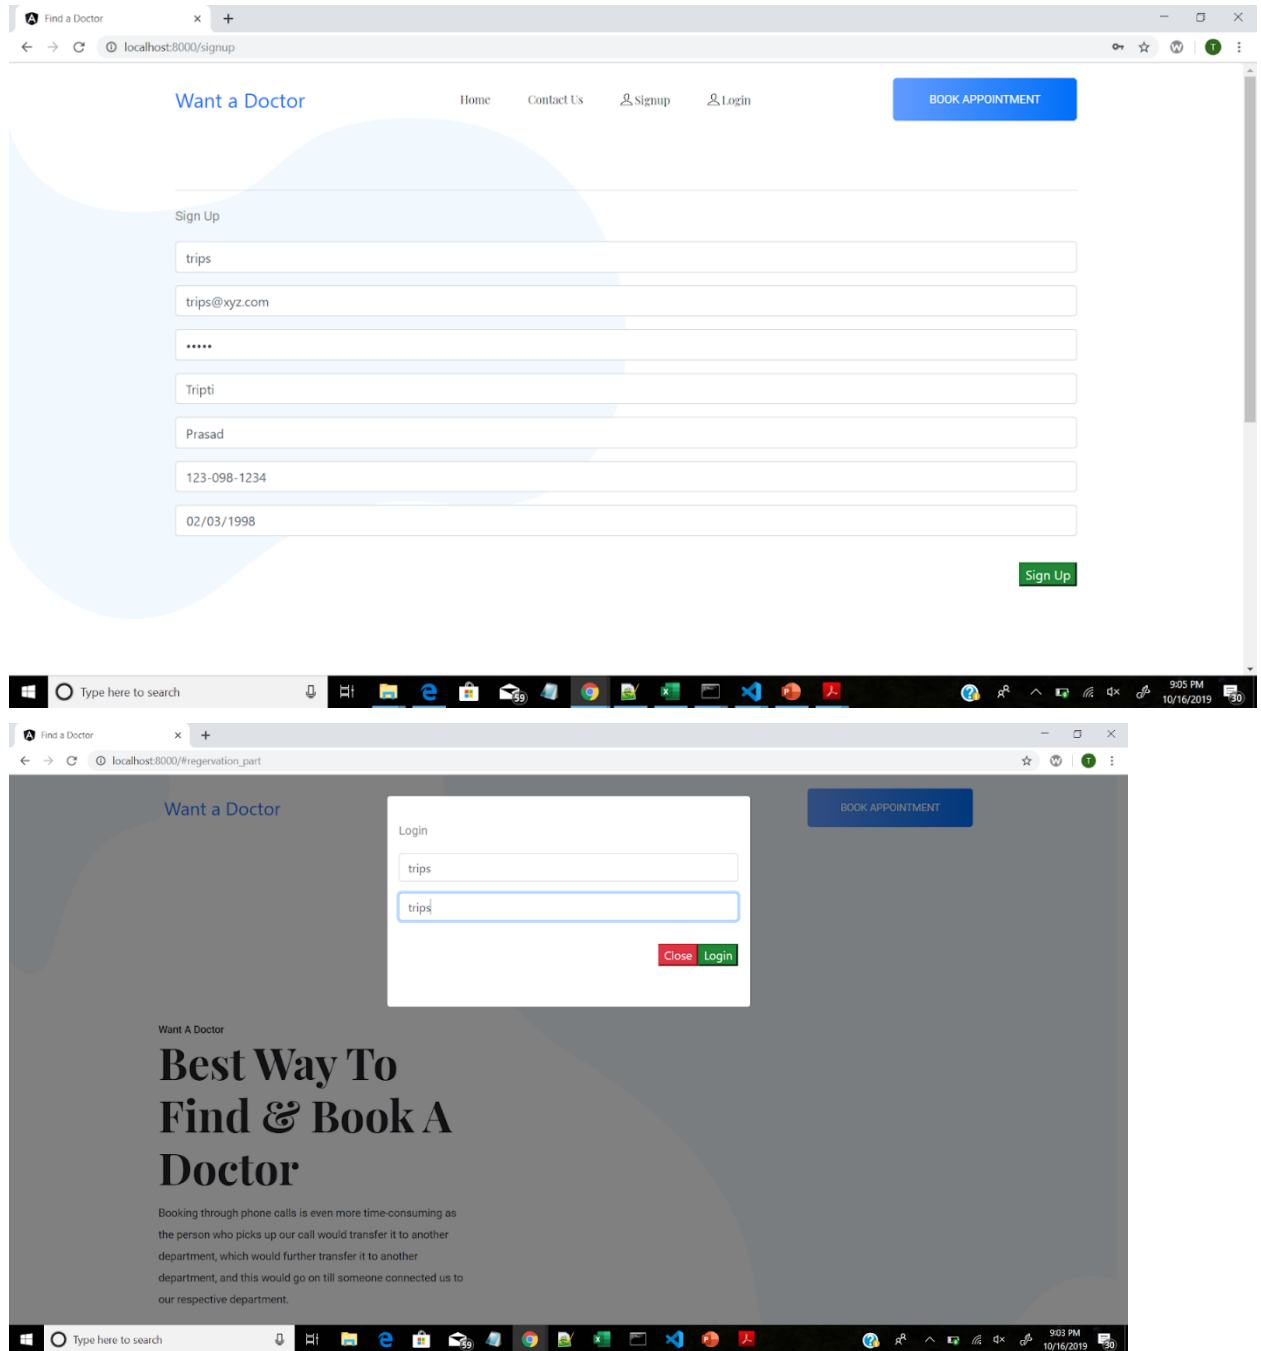 Find a Doctor
localhost:8000/signup
T
Want a Doctor
Home Contact Us Signup Login
BOOK APPOINTMENT
Sign Up
trips
trips@xyz.com
•••••
Tripti
Prasad
123-098-1234
02/03/1998
Sign Up
Type here to search
59
9:05 PM
10/16/2019
30
Find a Doctor
localhost:8000/#regervation_part
T
Want a Doctor
BOOK APPOINTMENT
Login
trips
trips
Close Login
Want A Doctor
Best Way To
Find & Book A
Doctor
Booking through phone calls is even more time-consuming as
the person who picks up our call would transfer it to another
department, which would further transfer it to another
department, and this would go on till someone connected us to
our respective department.
Type here to search
59
9:03 PM
10/16/2019
30